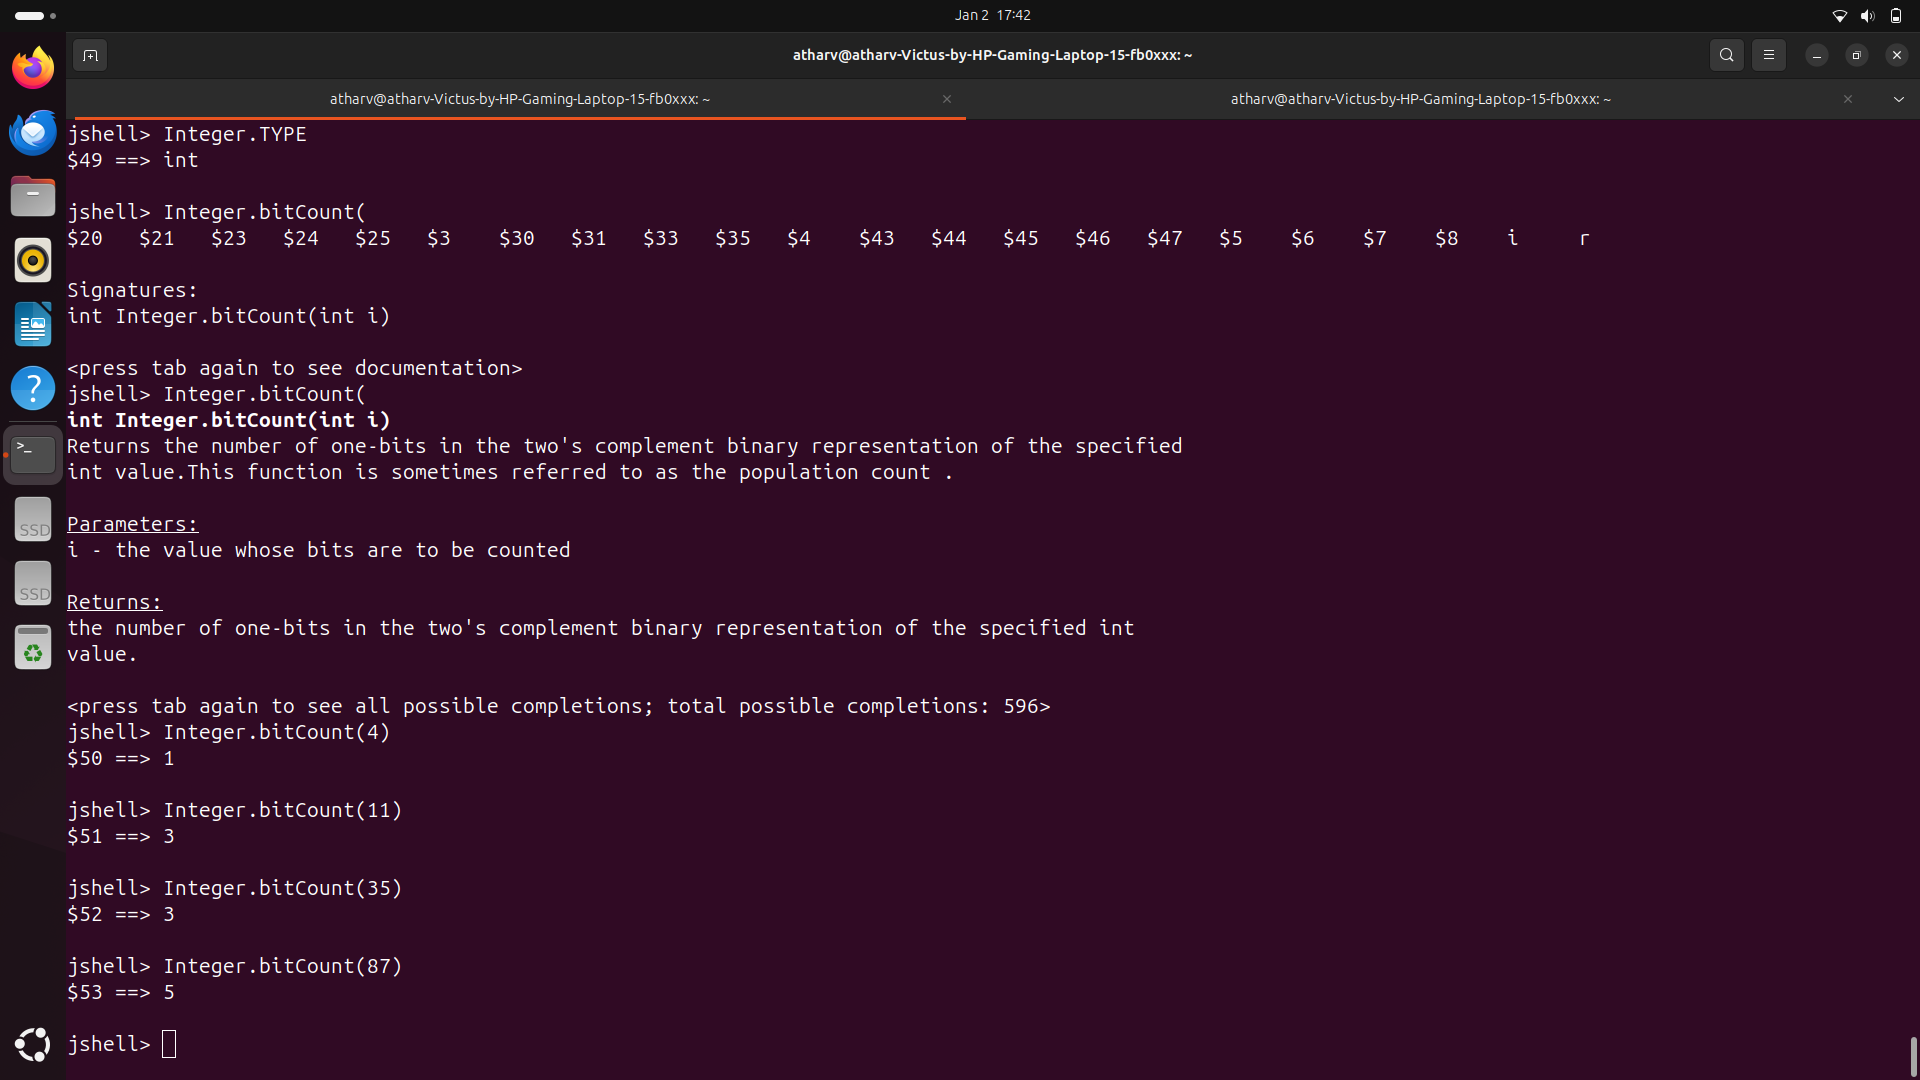 Jan 2 17:42
atharv@atharv-Victus-by-HP-Gaming-Laptop-15-fb0xxx: ~
atharv@atharv-Victus-by-HP-Gaming-Laptop-15-fb0xxx: ~ atharv@atharv-Victus-by-HP-Gaming-Laptop-15-fb0xxx: ~
jshell> Integer.TYPE
$49 ==> int
jshell> Integer.bitCount(
$20 $21 $23 $24 $25 $3 $30 $31 $33 $35 $4 $43 $44 $45 $46 $47 $5 $6 $7 $8 i r
Signatures:
int Integer.bitCount(int i)
<press tab again to see documentation>
jshell> Integer.bitCount(
int Integer.bitCount(int i)
Returns the number of one-bits in the two's complement binary representation of the specified
int value.This function is sometimes referred to as the population count .
Parameters:
i - the value whose bits are to be counted
Returns:
the number of one-bits in the two's complement binary representation of the specified int
value.
<press tab again to see all possible completions; total possible completions: 596>
jshell> Integer.bitCount(4)
$50 ==> 1
jshell> Integer.bitCount(11)
$51 ==> 3
jshell> Integer.bitCount(35)
$52 ==> 3
jshell> Integer.bitCount(87)
$53 ==> 5
jshell>
?
>_
SSD
SSD